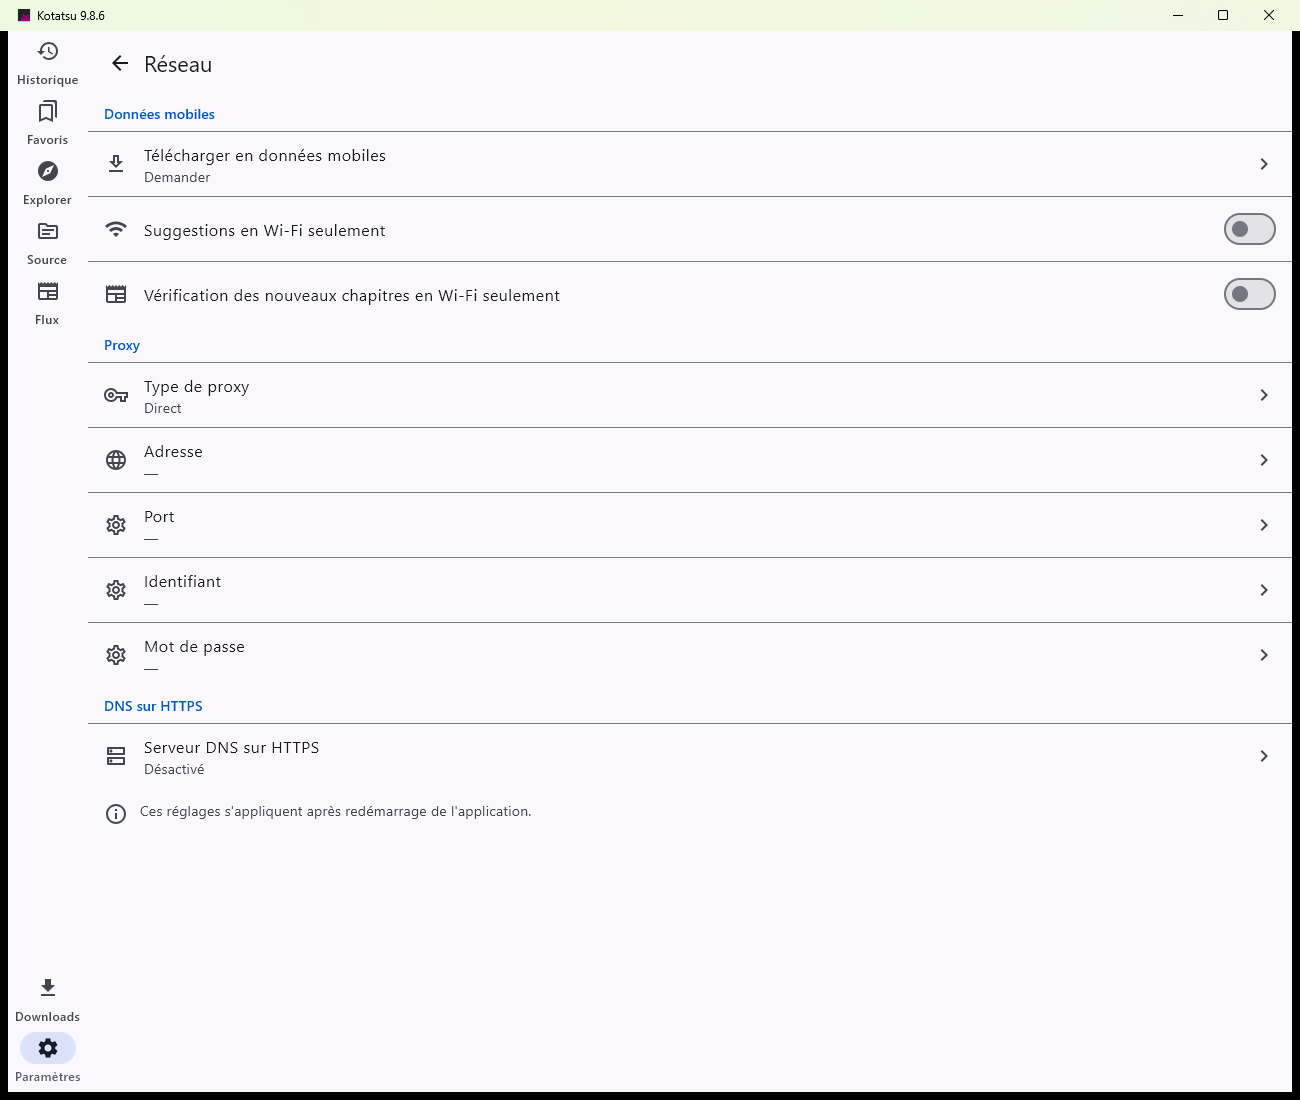 Kotatsu 9.8.6
Historique
Favoris
Explorer
Source
Flux
Downloads
Paramètres
Réseau
Données mobiles
Télécharger en données mobiles
Demander
Suggestions en Wi-Fi seulement
Vérification des nouveaux chapitres en Wi-Fi seulement
Proxy
Type de proxy
Direct
Adresse
—
Port
—
Identifiant
—
Mot de passe
—
DNS sur HTTPS
Serveur DNS sur HTTPS
Désactivé
Ces réglages s'appliquent après redémarrage de l'application.